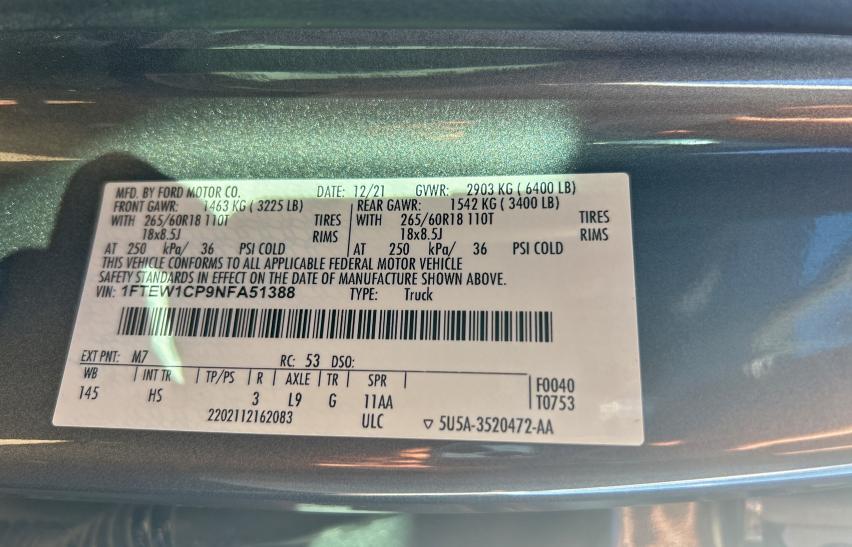 MFD. BY FORD MOTOR CO. DATE: 12/21 GVWR: 2903 KG ( 6400 LB)
FRONT GAWR: 1463 KG ( 3225 LB) REAR GAWR: 1542 KG ( 3400 LB)
WITH 265/60R18 110T TIRES WITH 265/60R18 110T TIRES
18x8.5J RIMS 18x8.5J RIMS
AT 250 kPa/ 36 PSI COLD AT 250 kPa/ 36 PSI COLD
THIS VEHICLE CONFORMS TO ALL APPLICABLE FEDERAL MOTOR VEHICLE
SAFETY STANDARDS IN EFFECT ON THE DATE OF MANUFACTURE SHOWN ABOVE.
VIN: 1FTEW1CP9NFA51388 TYPE: Truck
EXT PNT: M7 RC: 53 DSO:
WB INT TR TP/PS R AXLE TR SPR F0040
145 HS 3 L9 G 11AA T0753
2202112162083 ULC ▽ 5U5A-3520472-AA